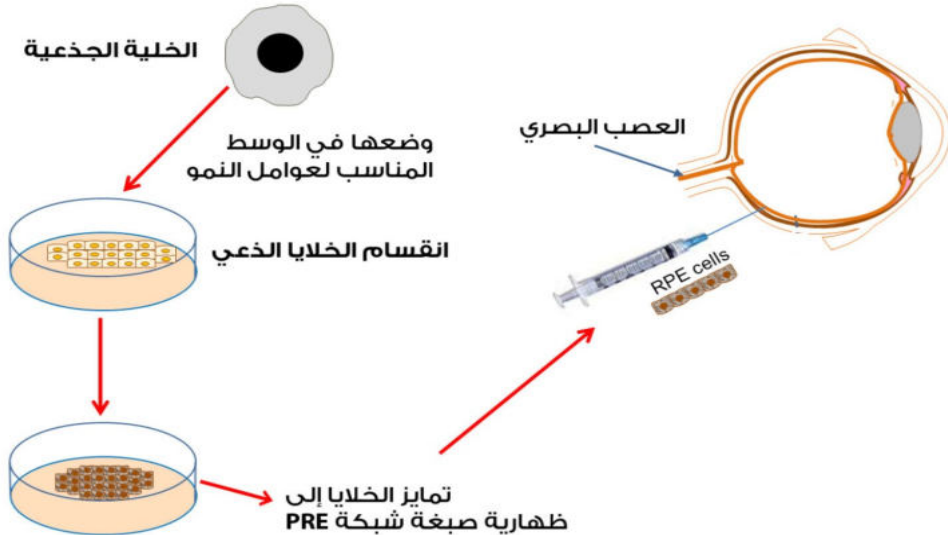 الخلية الجذعية
وضعها في الوسط
المناسب لعوامل النمو
انقسام الخلايا الذعي
تمايز الخلايا إلى
ظهارية صبغة شبكة PRE
العصب البصري
RPE cells